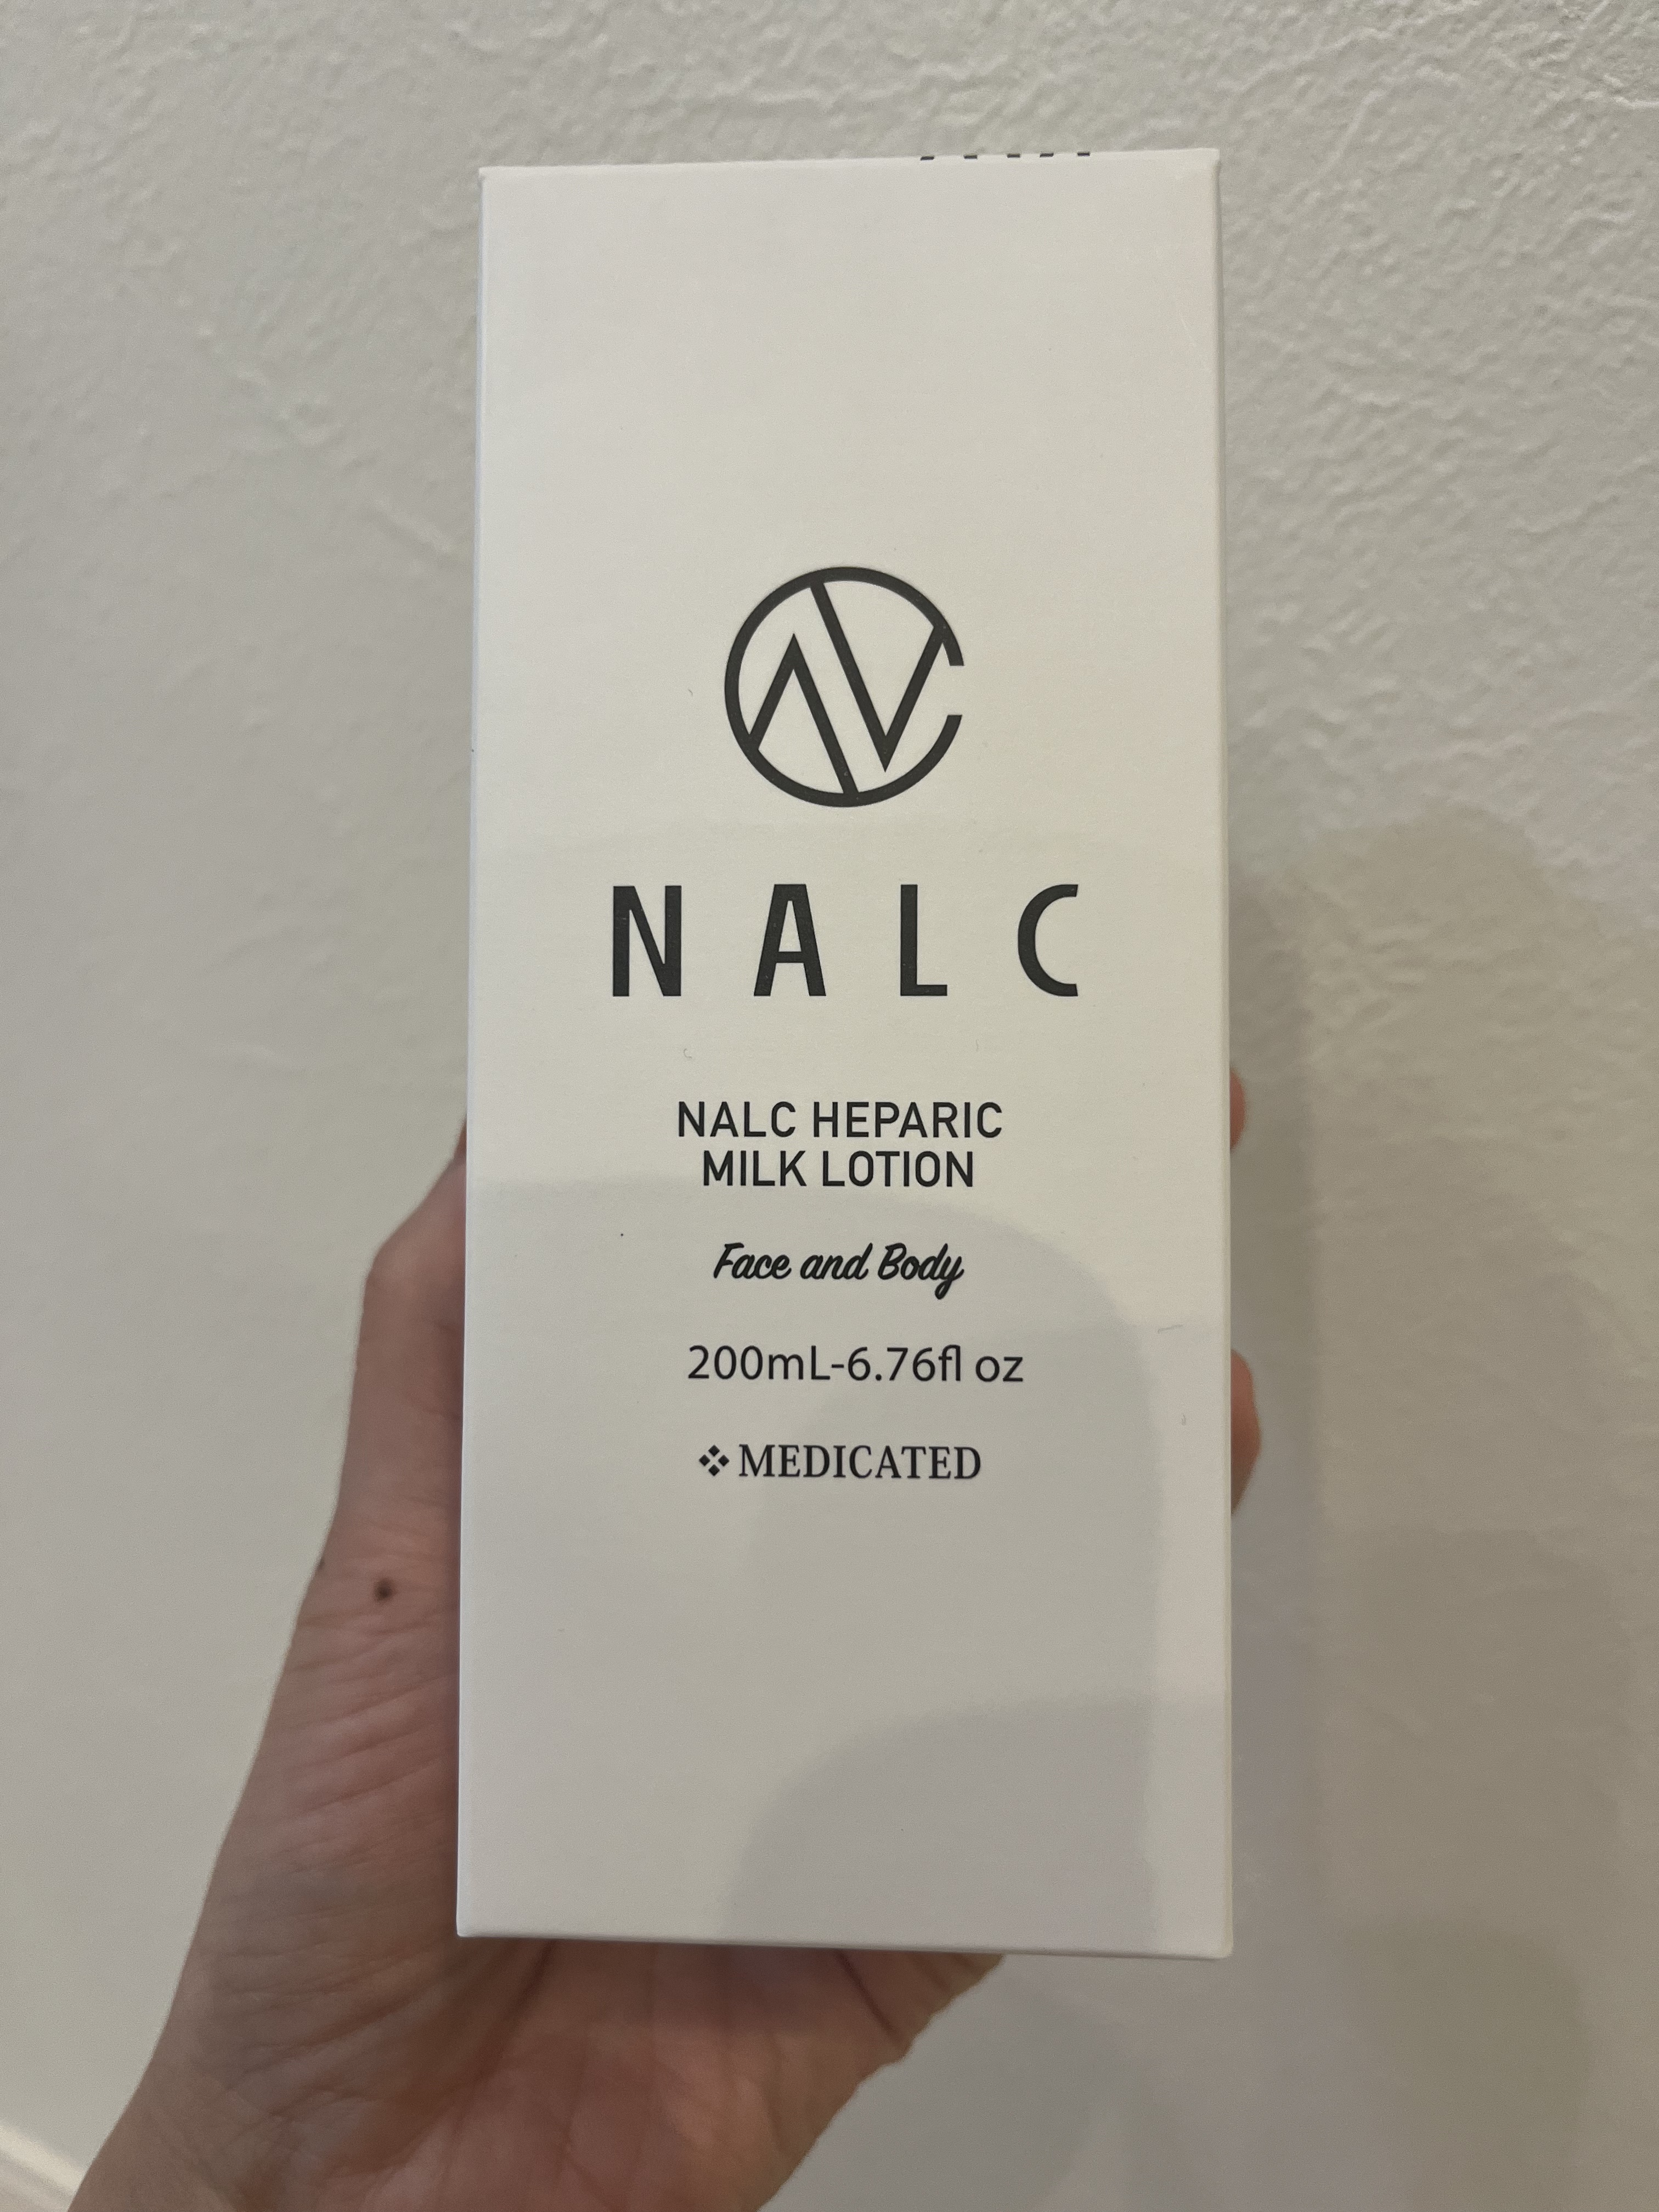 NALC
NALC HEPARIC
MILK LOTION
Face and Body
200mL-6.76fl oz
❖MEDICATED